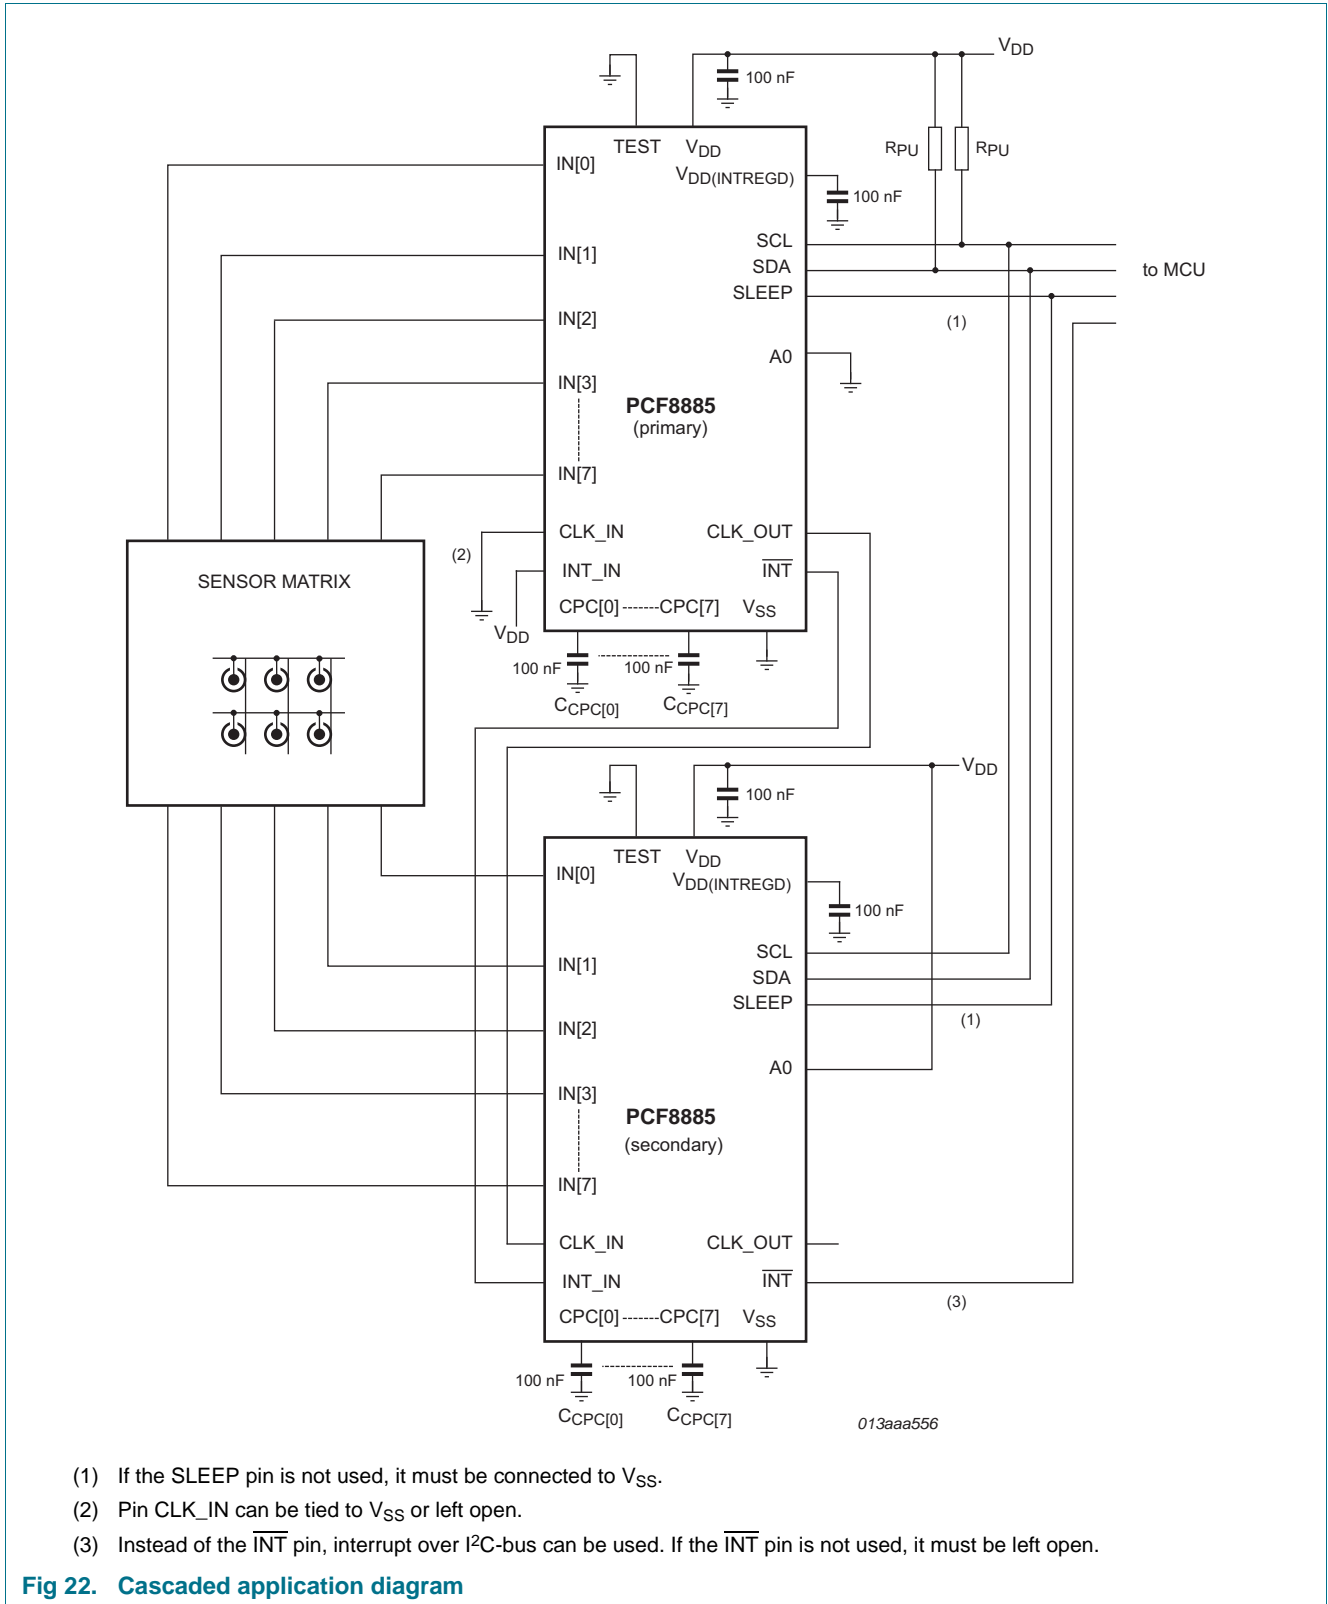 VDD
100 nF
TEST VDD
IN[0]
VDD(INTREGD)
RPU RPU
100 nF
SCL
IN[1]
SDA
to MCU
SLEEP
IN[2]
(1)
A0
IN[3]
PCF8885
(primary)
IN[7]
CLK_IN CLK_OUT
(2)
INT_IN INT
SENSOR MATRIX
CPC[0] CPC[7] VSS
VDD
100 nF 100 nF
CCPC[0] CCPC[7]
VDD
100 nF
TEST VDD
IN[0]
VDD(INTREGD)
100 nF
SCL
IN[1]
SDA
SLEEP
(1)
IN[2]
A0
IN[3]
PCF8885
(secondary)
IN[7]
CLK_IN CLK_OUT
INT_IN INT
(3)
CPC[0] CPC[7] VSS
100 nF 100 nF
CCPC[0] CCPC[7]
013aaa556
(1) If the SLEEP pin is not used, it must be connected to VSS.
(2) Pin CLK_IN can be tied to VSS or left open.
(3) Instead of the INT pin, interrupt over I2C-bus can be used. If the INT pin is not used, it must be left open.
Fig 22. Cascaded application diagram